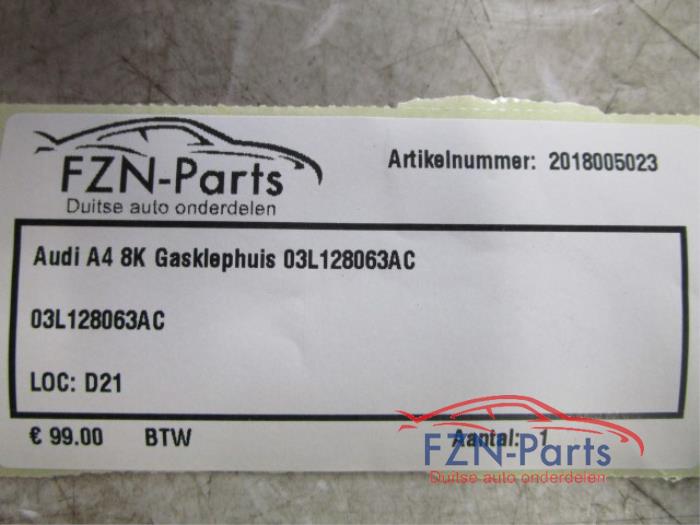 FZN-Parts
Duitse auto onderdelen
Artikelnummer: 2018005023
Audi A4 8K Gasklephuis 03L128063AC
03L128063AC
LOC: D21
€ 99.00 BTW Aantal: 1
FZN-Parts
Duitse auto onderdelen